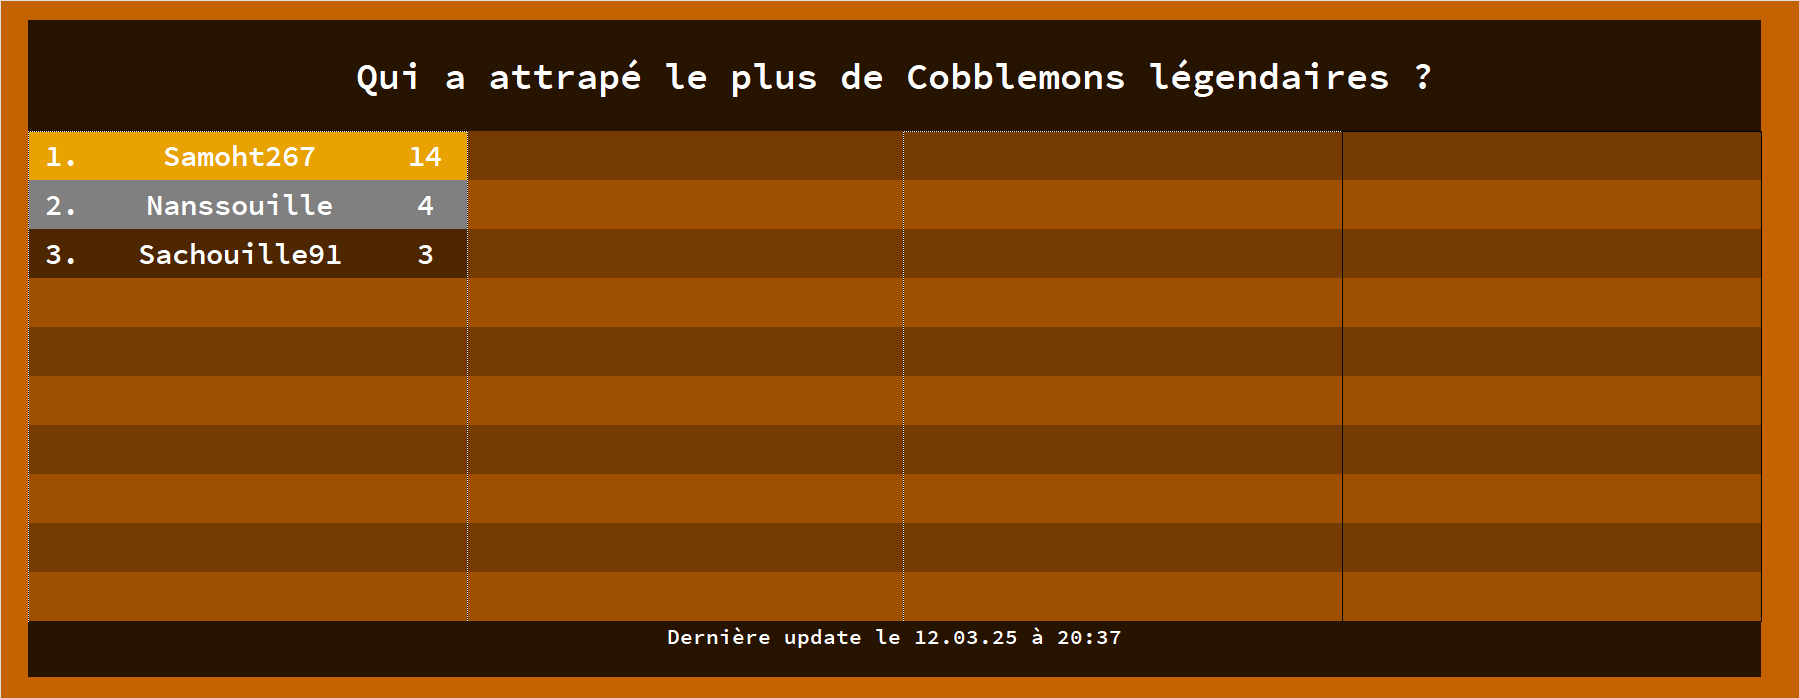 Qui a attrapé le plus de Cobblemons légendaires ?
1. Samoht267 14
2. Nanssouille 4
3. Sachouille91 3
Dernière update le 12.03.25 à 20:37